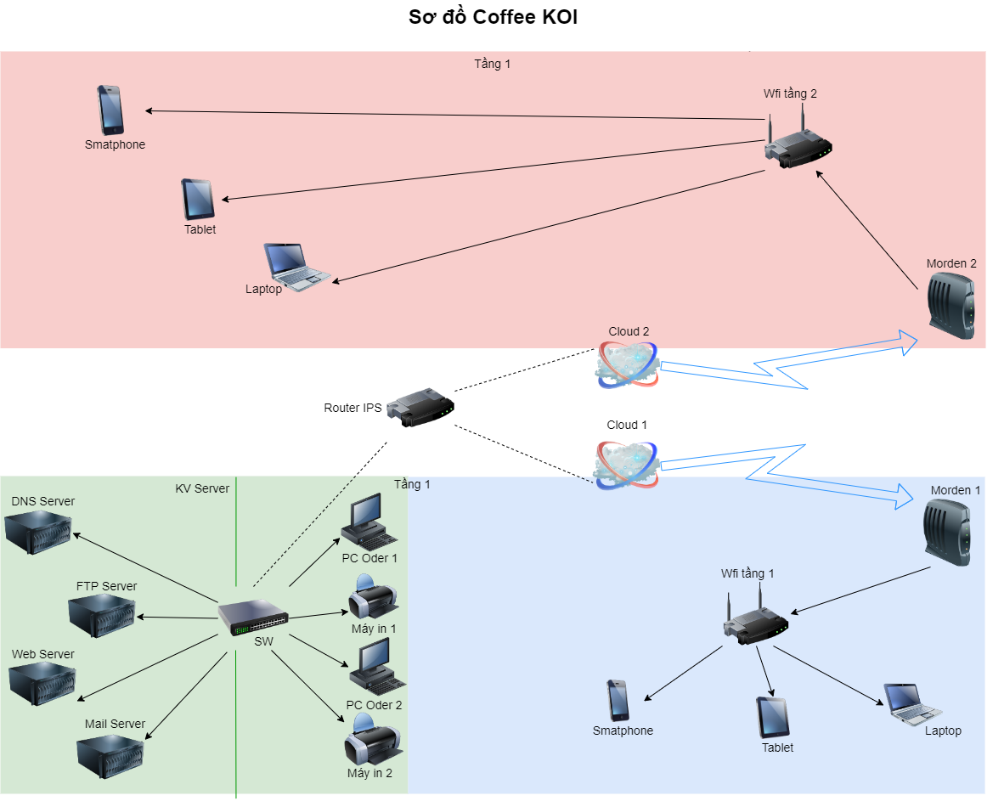 Sơ đồ Coffee KOI
Tầng 1
Wfi tầng 2
Smatphone
Tablet
Laptop
Morden 2
Cloud 2
Router IPS
Cloud 1
KV Server
Tầng 1
DNS Server
Morden 1
PC Oder 1
FTP Server
Wfi tầng 1
Máy in 1
SW
Web Server
PC Oder 2
Mail Server
Smatphone
Tablet
Laptop
Máy in 2